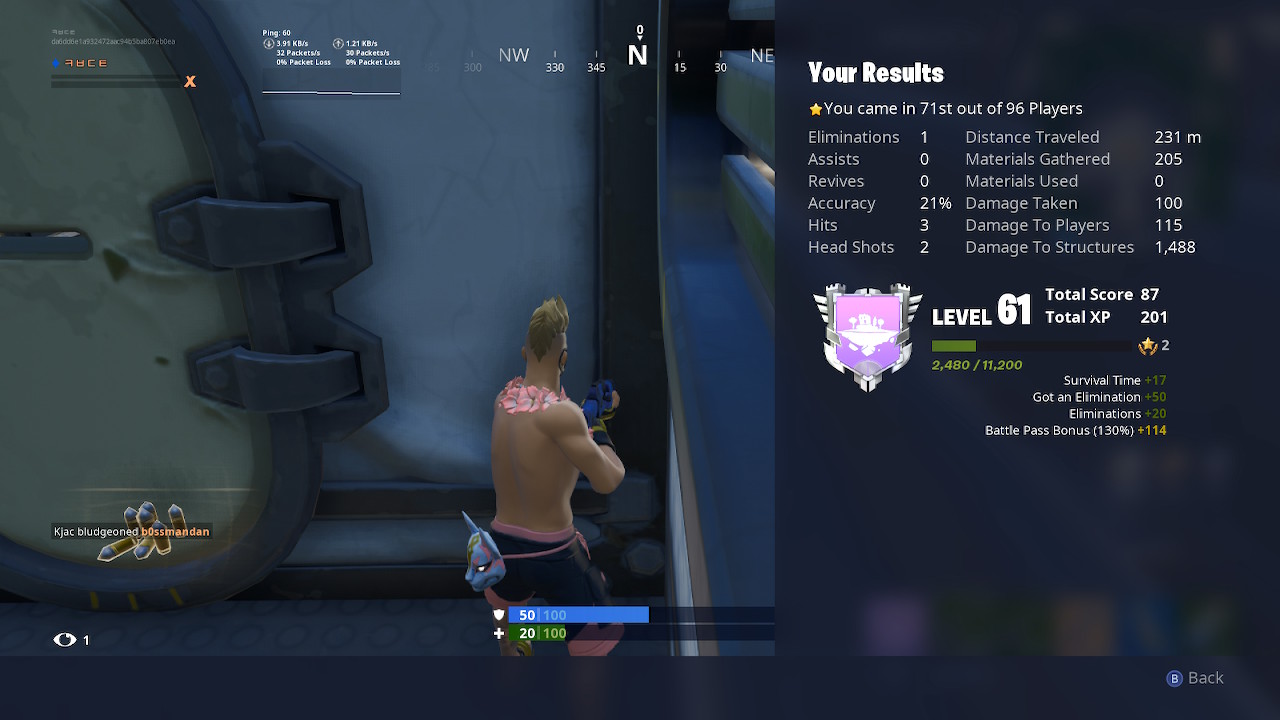 ꓘᗡCE
da6dd6e1a932472aac94b5ba807eb0ea
X
Ping: 60
3.91 KB/s 1.21 KB/s
32 Packets/s 30 Packets/s
0% Packet Loss 0% Packet Loss
0
300 NW 330 345 N 15 30 NE
Your Results
You came in 71st out of 96 Players
Eliminations 1 Distance Traveled 231 m
Assists 0 Materials Gathered 205
Revives 0 Materials Used 0
Accuracy 21% Damage Taken 100
Hits 3 Damage To Players 115
Head Shots 2 Damage To Structures 1,488
LEVEL 61 Total Score 87
Total XP 201
2
2,480 / 11,200
Survival Time +17
Got an Elimination +50
Eliminations +20
Battle Pass Bonus (130%) +114
Kjac bludgeoned b0ssmandan
50 | 100
20 | 100
1
B Back